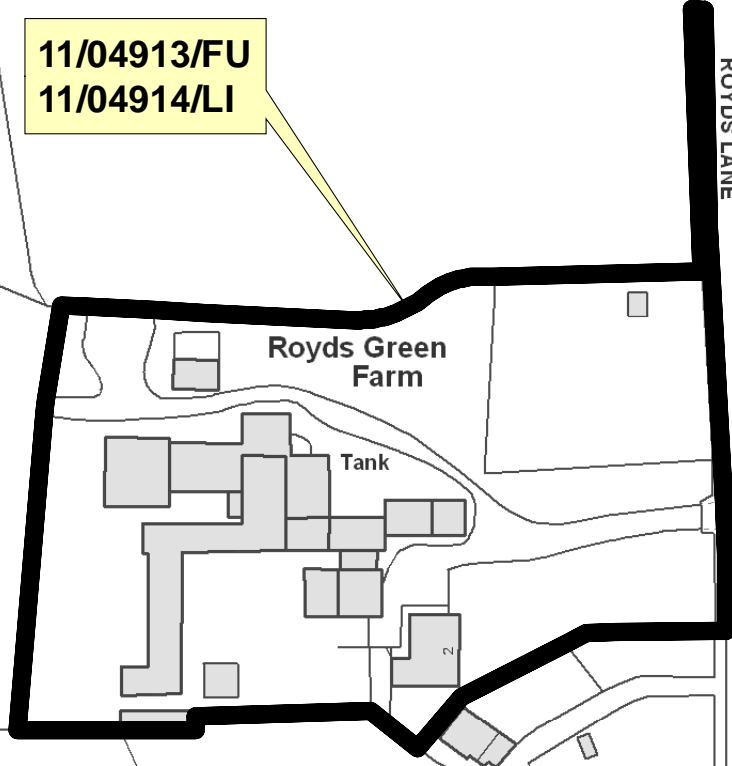 11/04913/FU
11/04914/LI
ROYDS LANE
Royds Green
Farm
Tank
2